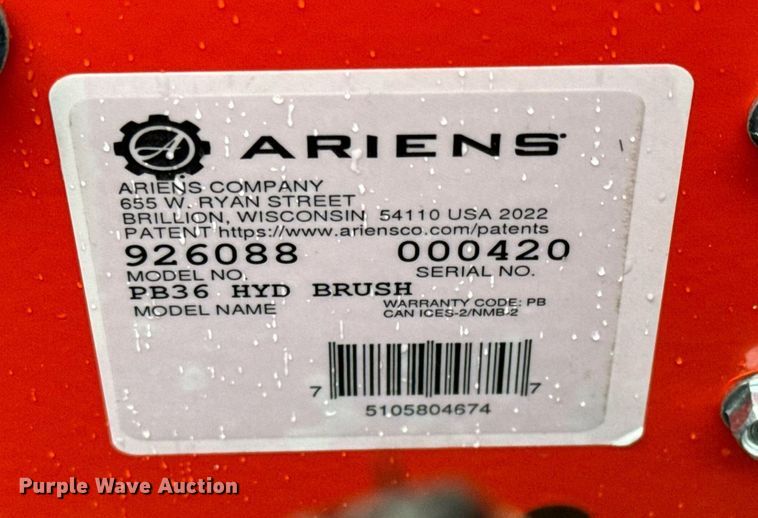 A ARIENS
ARIENS COMPANY
655 W. RYAN STREET
BRILLION, WISCONSIN 54110 USA 2022
PATENT https://www.ariensco.com/patents
926088 000420
MODEL NO. SERIAL NO.
PB36 HYD BRUSH
MODEL NAME WARRANTY CODE: PB
CAN ICES-2/NMB-2
7 5105804674 7
Purple Wave Auction